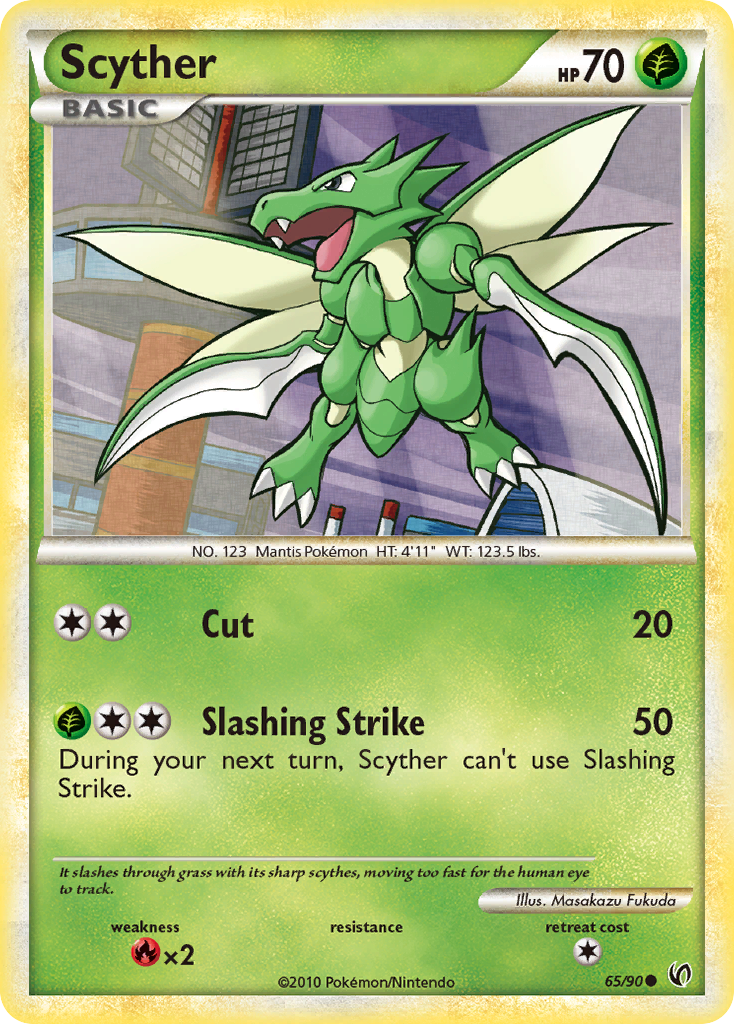 Scyther
HP 70
BASIC
NO. 123 Mantis Pokémon HT: 4'11" WT: 123.5 lbs.
Cut 20
Slashing Strike 50
During your next turn, Scyther can't use Slashing
Strike.
It slashes through grass with its sharp scythes, moving too fast for the human eye
to track.
Illus. Masakazu Fukuda
weakness resistance retreat cost
×2
©2010 Pokémon/Nintendo 65/90